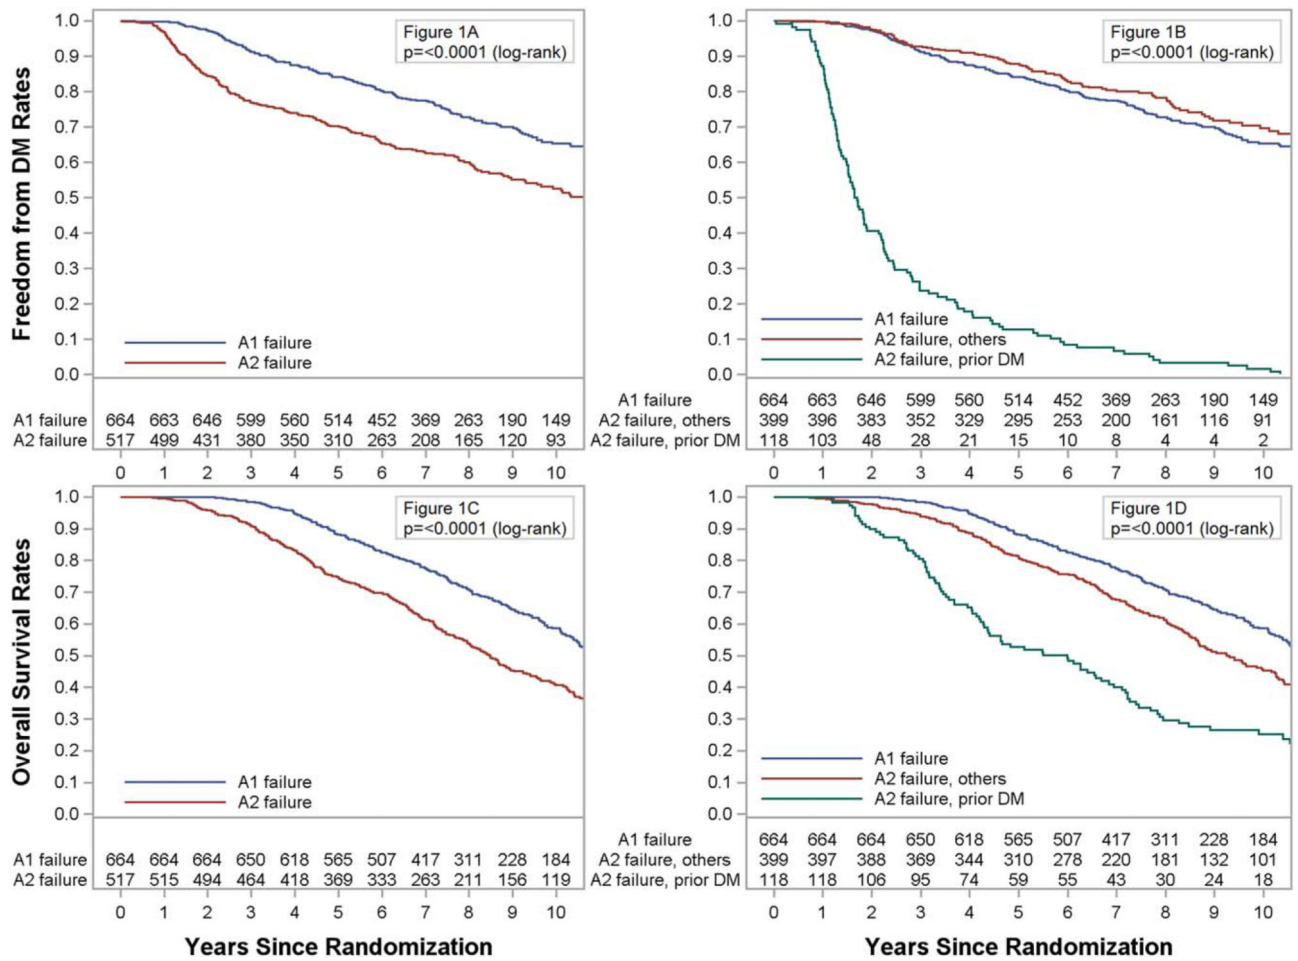 Freedom from DM Rates
1.0
0.9
0.8
0.7
0.6
0.5
0.4
0.3
0.2
0.1
0.0
Figure 1A
p=<0.0001 (log-rank)
A1 failure
A2 failure
A1 failure 664 663 646 599 560 514 452 369 263 190 149
A2 failure 517 499 431 380 350 310 263 208 165 120 93
0 1 2 3 4 5 6 7 8 9 10
1.0
0.9
0.8
0.7
0.6
0.5
0.4
0.3
0.2
0.1
0.0
Figure 1B
p=<0.0001 (log-rank)
A1 failure
A2 failure, others
A2 failure, prior DM
A1 failure 664 663 646 599 560 514 452 369 263 190 149
A2 failure, others 399 396 383 352 329 295 253 200 161 116 91
A2 failure, prior DM 118 103 48 28 21 15 10 8 4 4 2
0 1 2 3 4 5 6 7 8 9 10
Overall Survival Rates
1.0
0.9
0.8
0.7
0.6
0.5
0.4
0.3
0.2
0.1
0.0
Figure 1C
p=<0.0001 (log-rank)
A1 failure
A2 failure
A1 failure 664 664 664 650 618 565 507 417 311 228 184
A2 failure 517 515 494 464 418 369 333 263 211 156 119
0 1 2 3 4 5 6 7 8 9 10
Years Since Randomization
1.0
0.9
0.8
0.7
0.6
0.5
0.4
0.3
0.2
0.1
0.0
Figure 1D
p=<0.0001 (log-rank)
A1 failure
A2 failure, others
A2 failure, prior DM
A1 failure 664 664 664 650 618 565 507 417 311 228 184
A2 failure, others 399 397 388 369 344 310 278 220 181 132 101
A2 failure, prior DM 118 118 106 95 74 59 55 43 30 24 18
0 1 2 3 4 5 6 7 8 9 10
Years Since Randomization